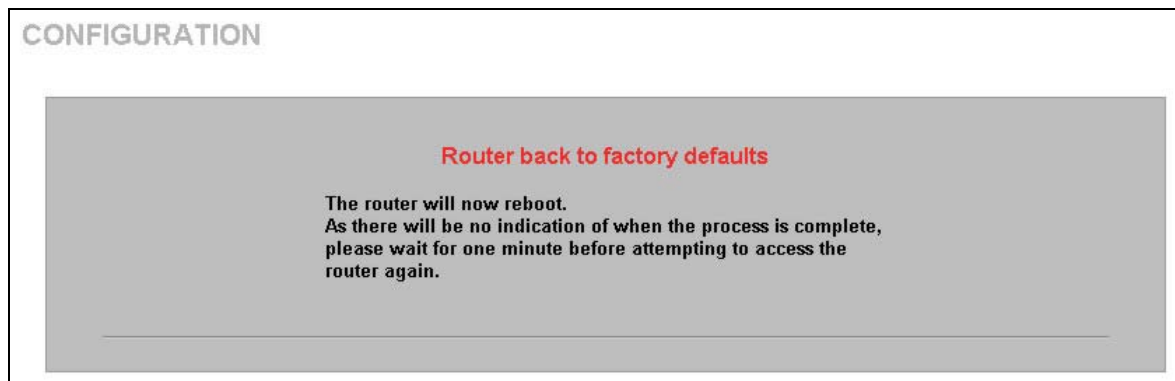 CONFIGURATION
Router back to factory defaults
The router will now reboot.
As there will be no indication of when the process is complete,
please wait for one minute before attempting to access the
router again.